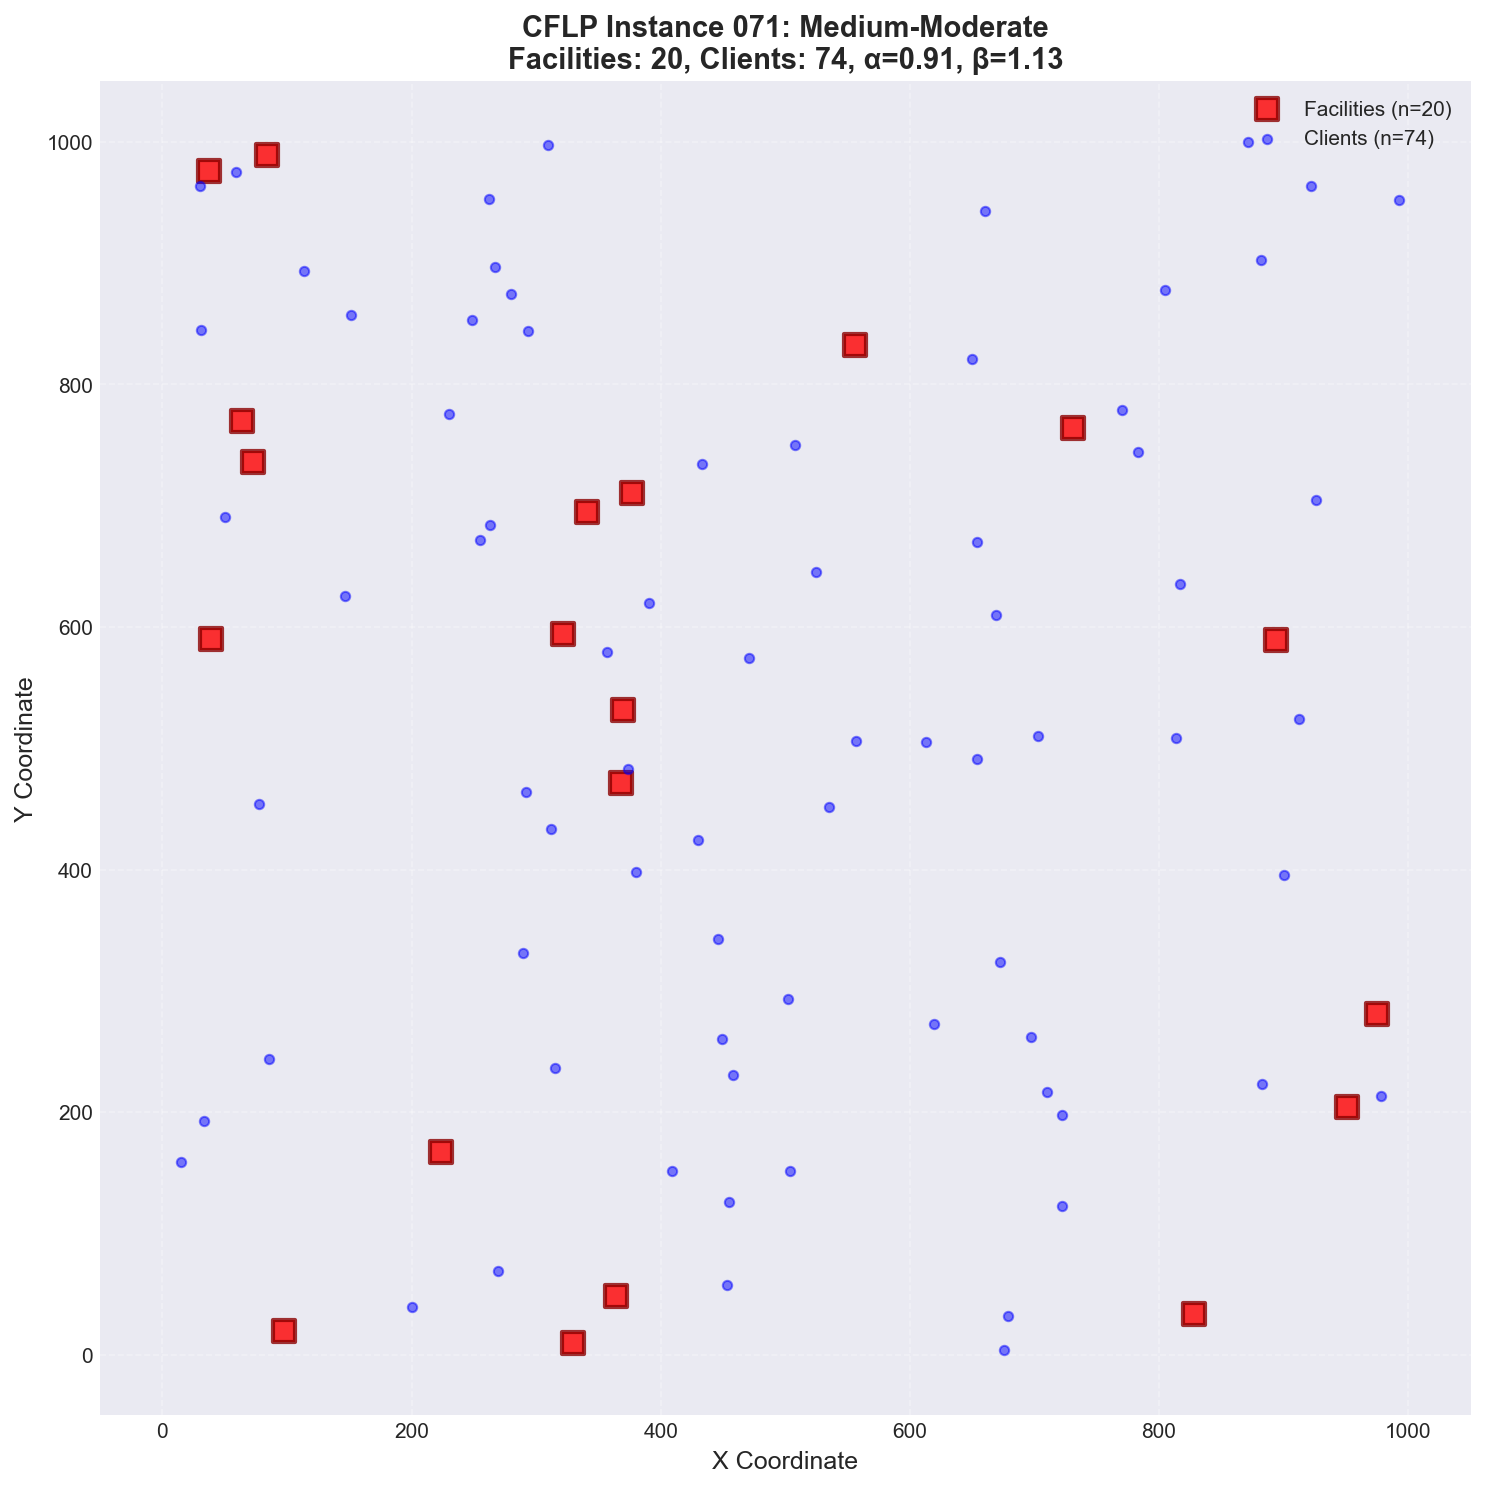 CFLP Instance 071: Medium-Moderate
Facilities: 20, Clients: 74, α=0.91, β=1.13
Facilities (n=20)
Clients (n=74)
1000
800
600
400
200
0
Y Coordinate
0
200
400
600
800
1000
X Coordinate